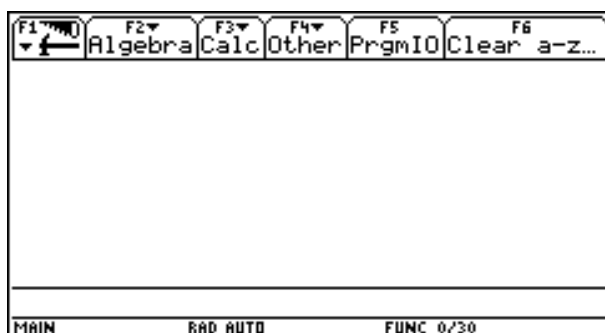 F1 F2 F3 F4 F5 F6
Algebra Calc Other PrgmIO Clear a-z...
MAIN RAD AUTO FUNC 0/30